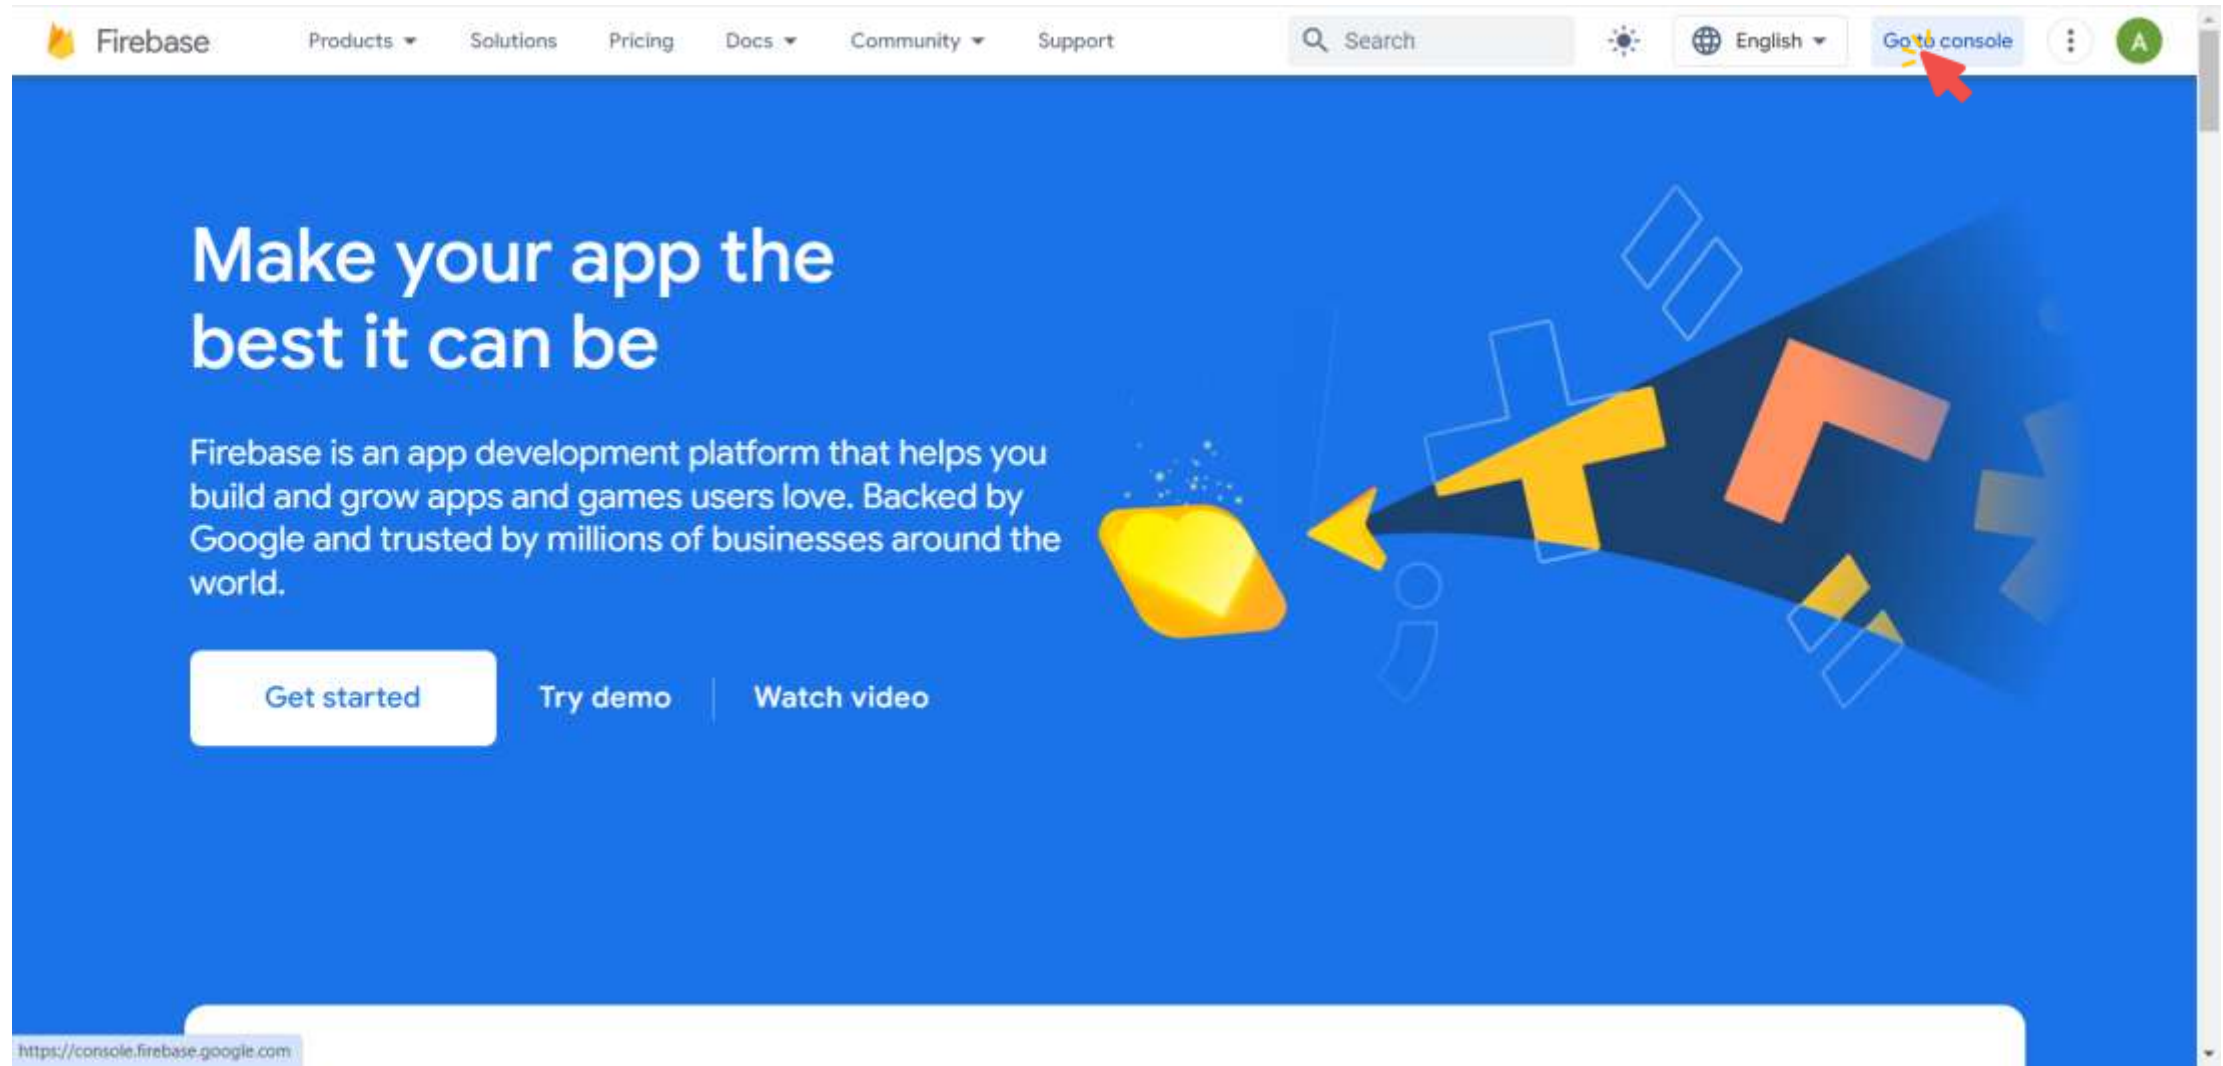 Firebase Products Solutions Pricing Docs Community Support Search English Go to console A
Make your app the
best it can be
Firebase is an app development platform that helps you
build and grow apps and games users love. Backed by
Google and trusted by millions of businesses around the
world.
Get started Try demo Watch video
https://console.firebase.google.com